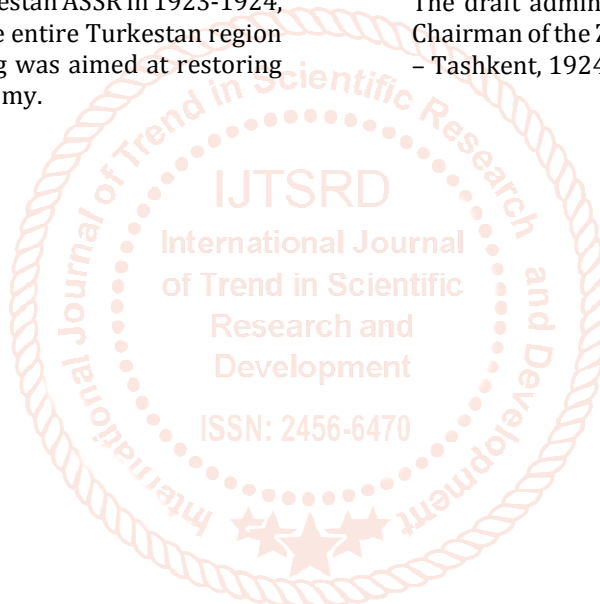 estan ASSR in 1923-1924,
e entire Turkestan region
g was aimed at restoring
omy.
The draft admin
Chairman of the Z
– Tashkent, 1924
International Journal of Trend in Scientific Research and Development
IJTSRD
International Journal
of Trend in Scientific
Research and
Development
ISSN: 2456-6470